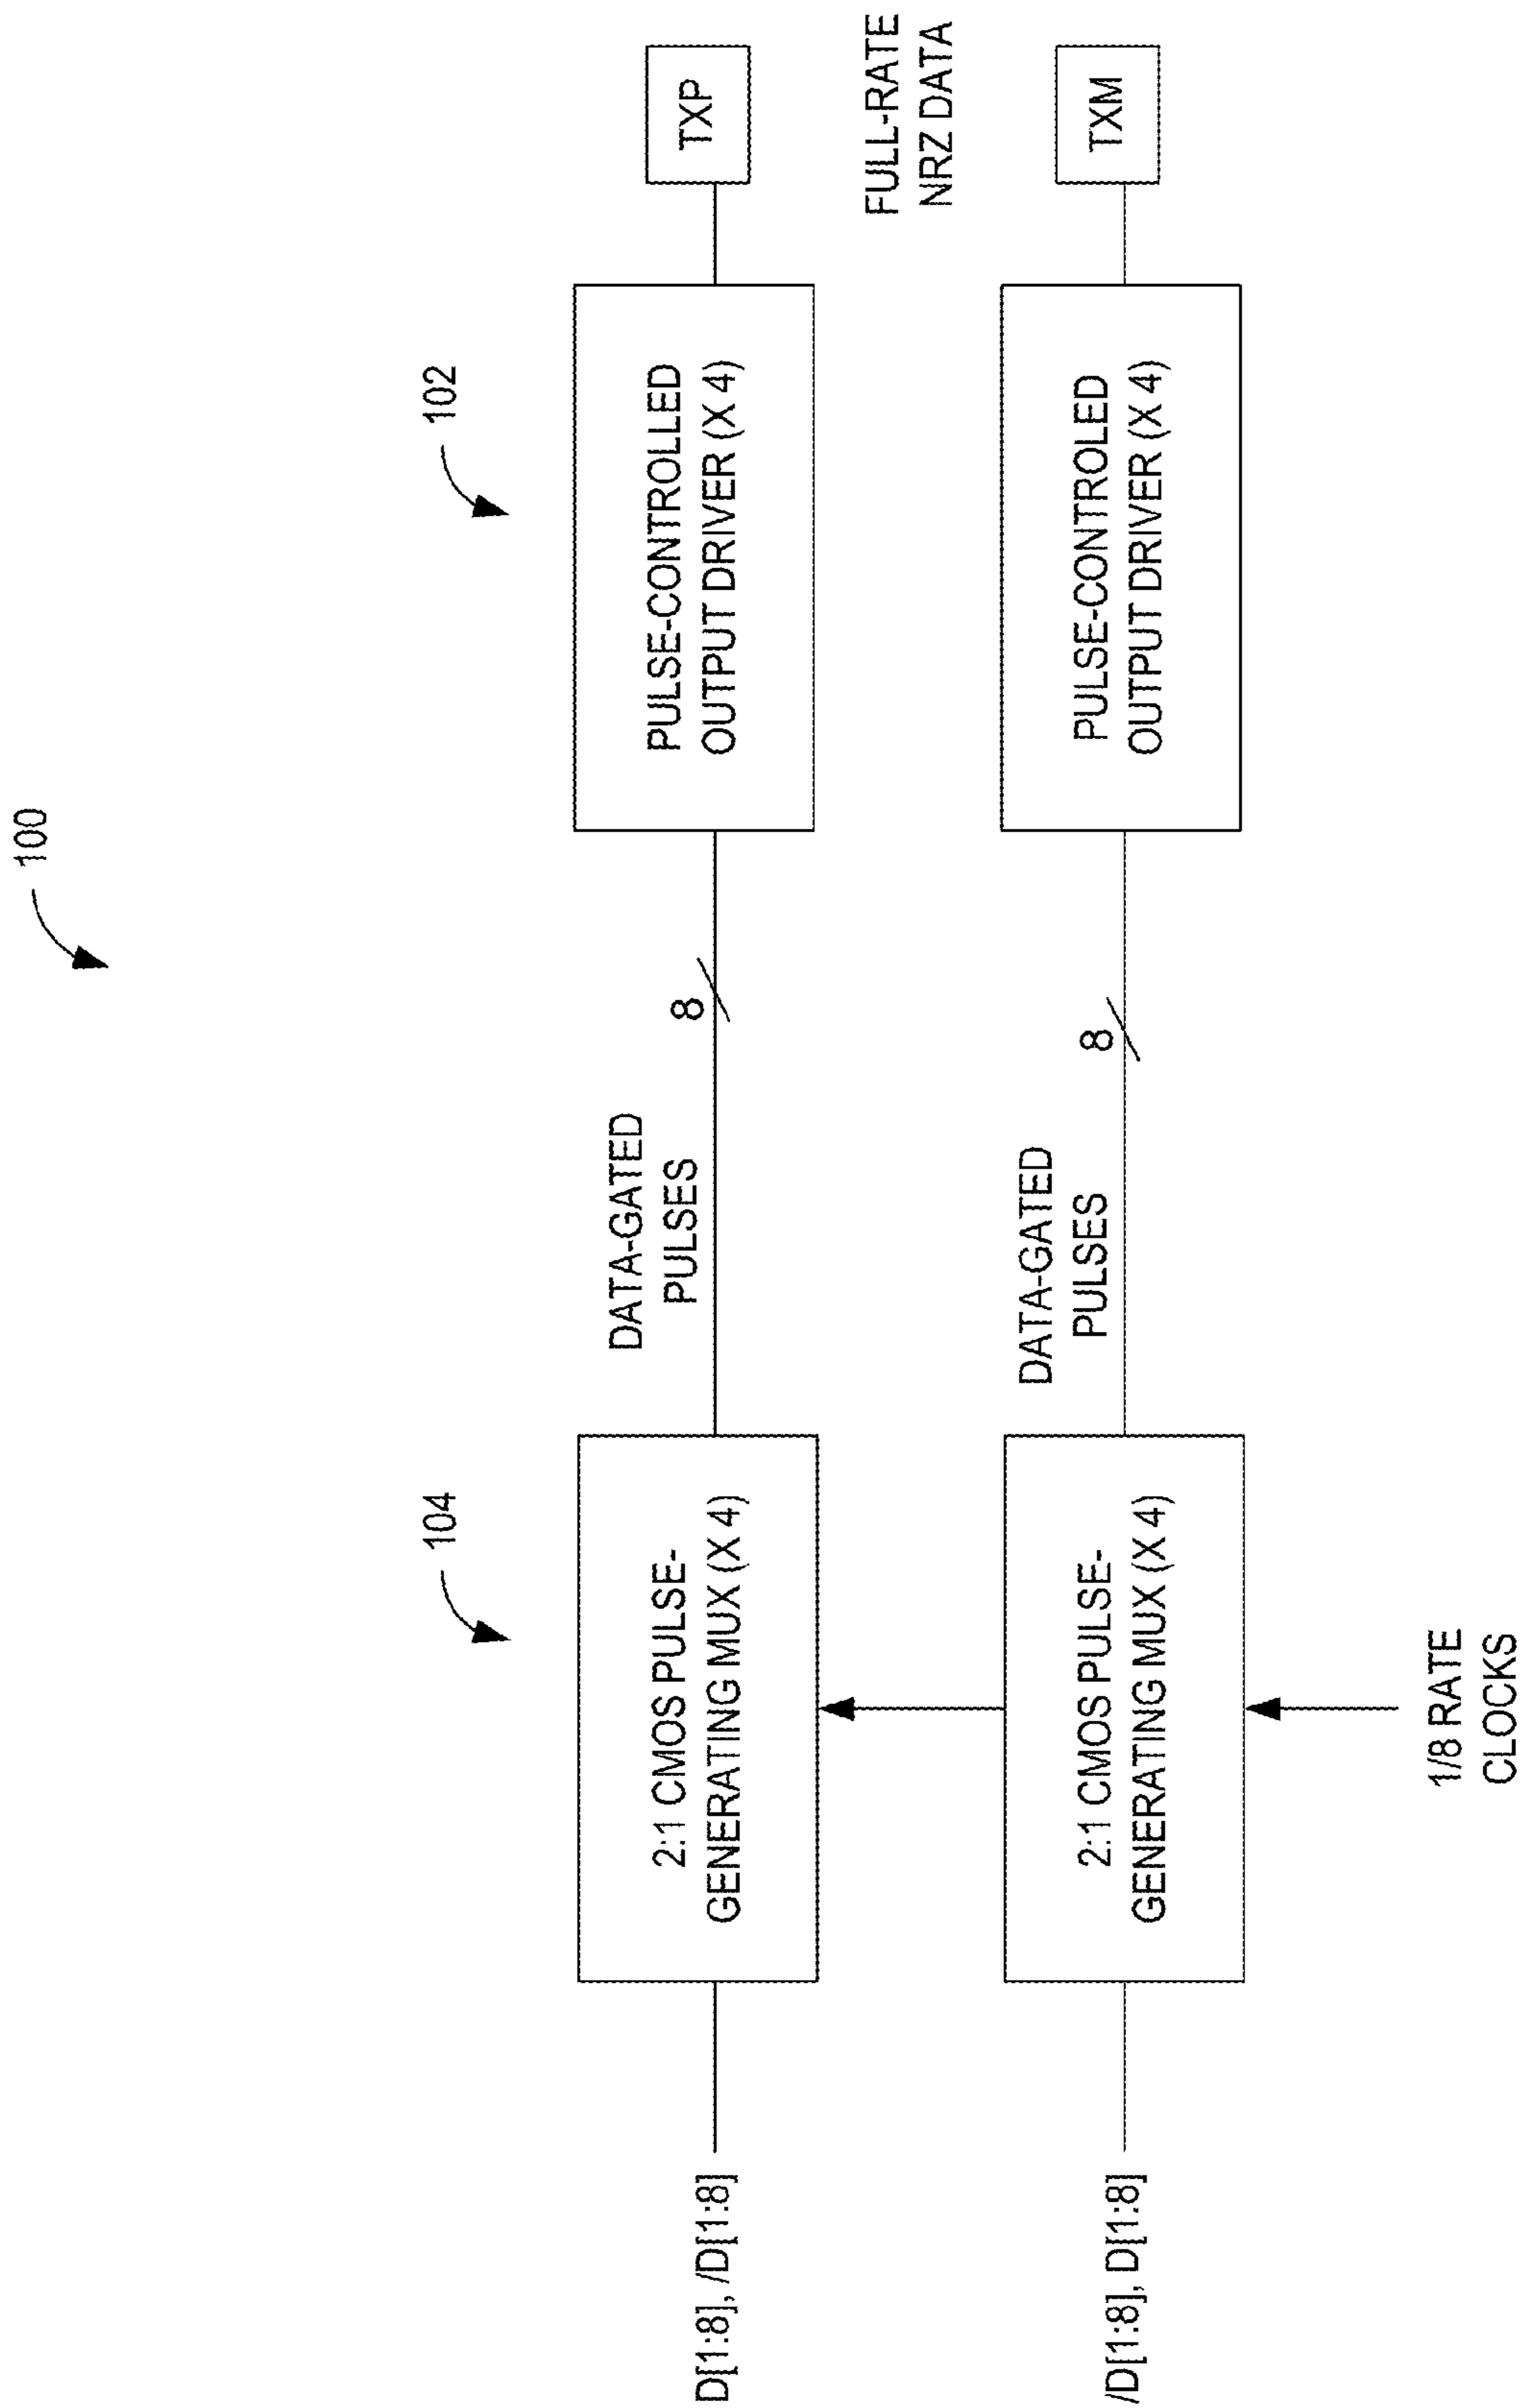 100
104
102
D[1:8], /D[1:8]
2:1 CMOS PULSE-
GENERATING MUX (X 4)
DATA-GATED
PULSES
8
PULSE-CONTROLLED
OUTPUT DRIVER (X 4)
TXP
FULL-RATE
NRZ DATA
/D[1:8], D[1:8]
2:1 CMOS PULSE-
GENERATING MUX (X 4)
DATA-GATED
PULSES
8
PULSE-CONTROLED
OUTPUT DRIVER (X 4)
TXM
1/8 RATE
CLOCKS